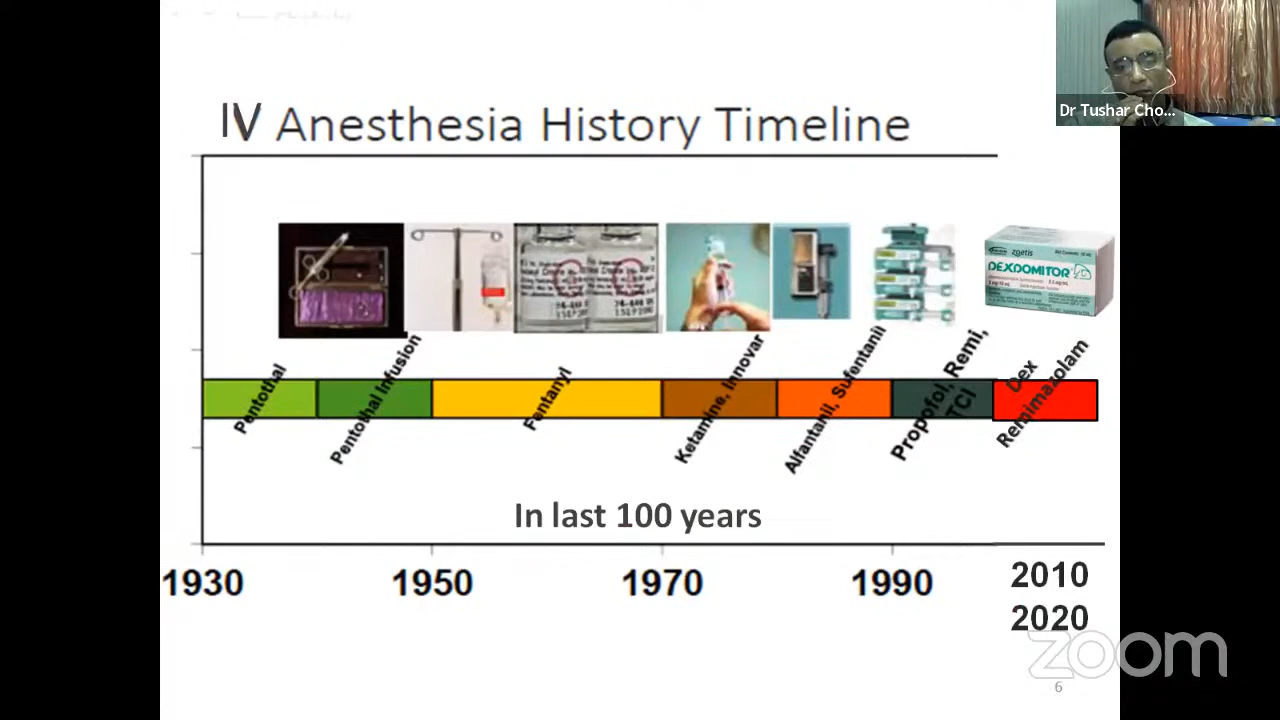 Dr Tushar Cho...
IV Anesthesia History Timeline
zoetis
DEXDOMITOR
Pentothal
Pentothal Infusion
Fentanyl
Ketamine, Innovar
Alfantanil, Sufentanil
Propofol, Remi,
TCI
Dex
Remimazolam
In last 100 years
1930
1950
1970
1990
2010
2020
zoom
6